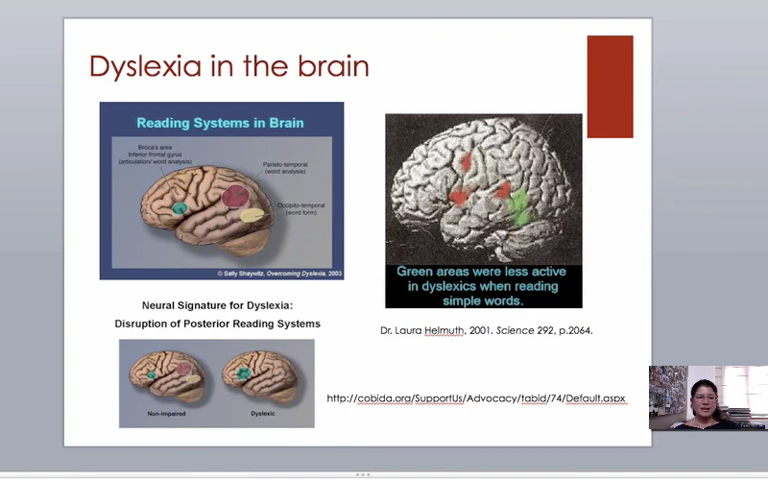 Dyslexia in the brain
Reading Systems in Brain
Broca's area
Inferior frontal gyrus
(articulation/ word analysis)
Parieto-temporal
(word analysis)
Occipito-temporal
(word form)
© Sally Shaywitz, Overcoming Dyslexia, 2003
Neural Signature for Dyslexia:
Disruption of Posterior Reading Systems
Non-impaired
Dyslexic
Green areas were less active
in dyslexics when reading
simple words.
Dr. Laura Helmuth, 2001. Science 292, p.2064.
http://cobida.org/SupportUs/Advocacy/tabid/74/Default.aspx